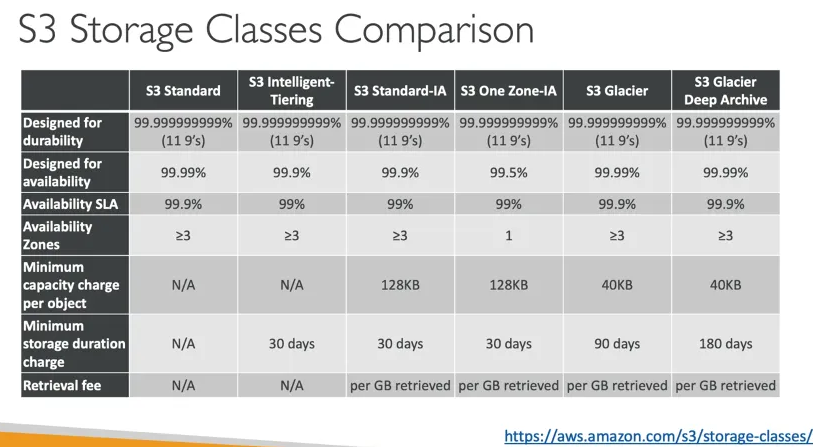 S3 Storage Classes Comparison
S3 Standard
S3 Intelligent-
Tiering
S3 Standard-IA
S3 One Zone-IA
S3 Glacier
S3 Glacier
Deep Archive
Designed for
durability
99.999999999%
(11 9's)
99.999999999%
(11 9's)
99.999999999%
(11 9's)
99.999999999%
(11 9's)
99.999999999%
(11 9's)
99.999999999%
(11 9's)
Designed for
availability
99.99%
99.9%
99.9%
99.5%
99.99%
99.99%
Availability SLA
99.9%
99%
99%
99%
99.9%
99.9%
Availability
Zones
≥3
≥3
≥3
1
≥3
≥3
Minimum
capacity charge
per object
N/A
N/A
128KB
128KB
40KB
40KB
Minimum
storage duration
charge
N/A
30 days
30 days
30 days
90 days
180 days
Retrieval fee
N/A
N/A
per GB retrieved
per GB retrieved
per GB retrieved
per GB retrieved
https://aws.amazon.com/s3/storage-classes/